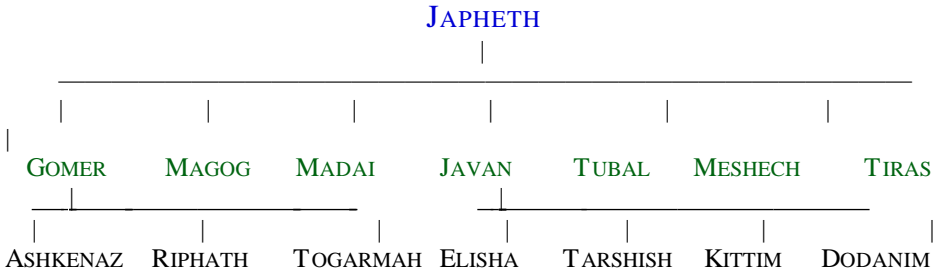 JAPHETH
GOMER MAGOG MADAI JAVAN TUBAL MESHECH TIRAS
ASHKENAZ RIPHATH TOGARMAH ELISHA TARSHISH KITTIM DODANIM